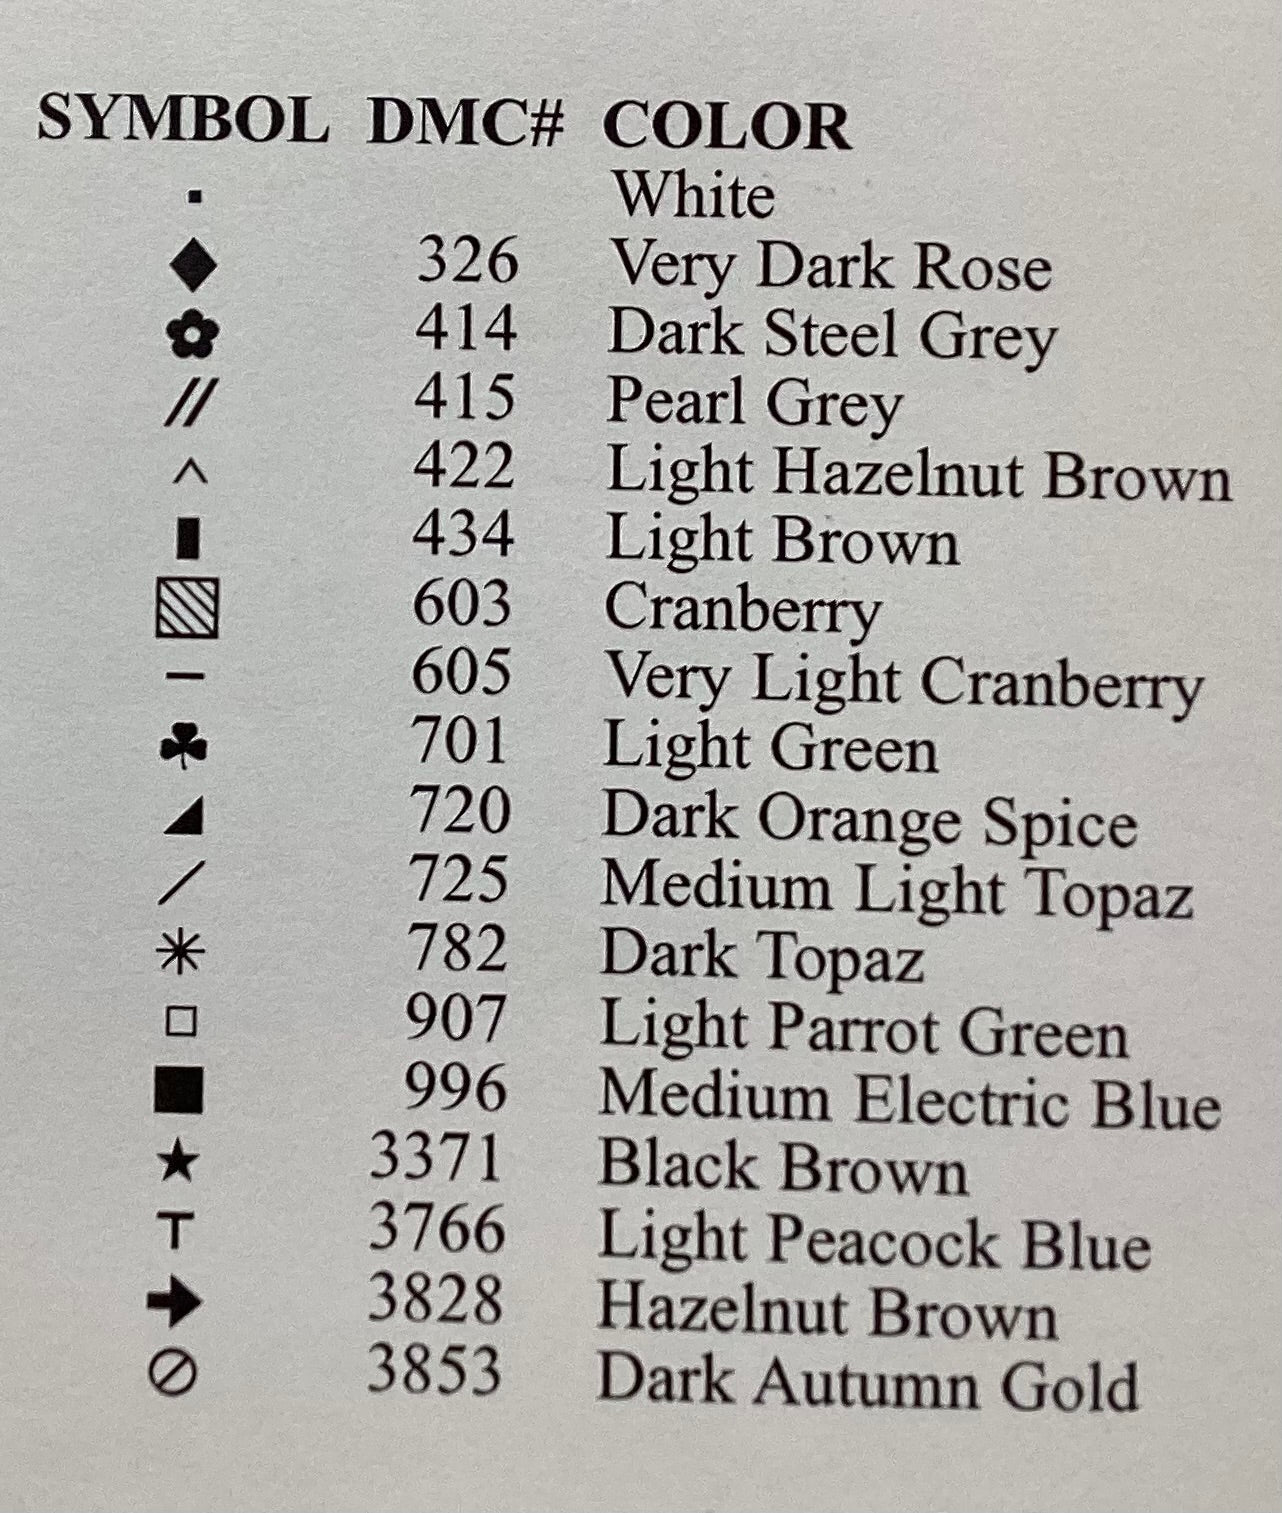 SYMBOL DMC# COLOR
▪ White
◆ 326 Very Dark Rose
✿ 414 Dark Steel Grey
// 415 Pearl Grey
^ 422 Light Hazelnut Brown
▮ 434 Light Brown
▧ 603 Cranberry
– 605 Very Light Cranberry
♣ 701 Light Green
◢ 720 Dark Orange Spice
/ 725 Medium Light Topaz
✳ 782 Dark Topaz
□ 907 Light Parrot Green
■ 996 Medium Electric Blue
★ 3371 Black Brown
T 3766 Light Peacock Blue
➔ 3828 Hazelnut Brown
⊘ 3853 Dark Autumn Gold